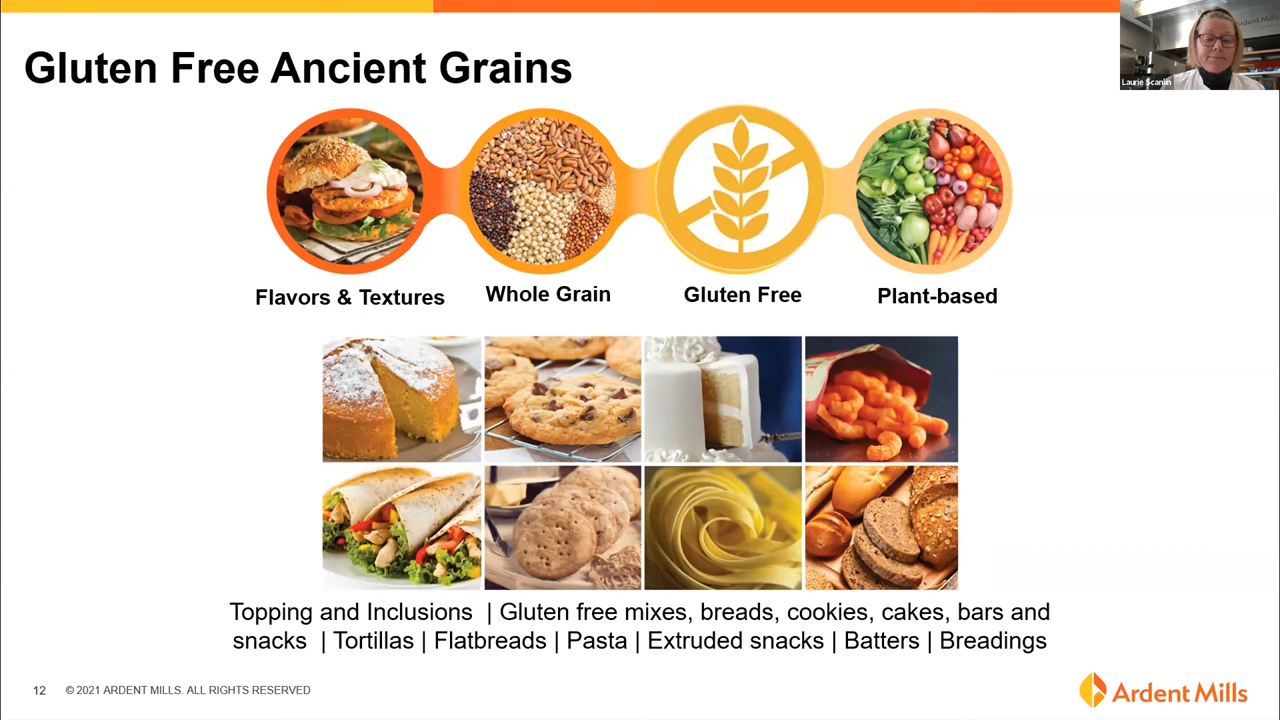 Gluten Free Ancient Grains
Ardent Mills
Laurie Scanlin
Flavors & Textures
Whole Grain
Gluten Free
Plant-based
Topping and Inclusions | Gluten free mixes, breads, cookies, cakes, bars and
snacks | Tortillas | Flatbreads | Pasta | Extruded snacks | Batters | Breadings
12
© 2021 ARDENT MILLS. ALL RIGHTS RESERVED
Ardent Mills